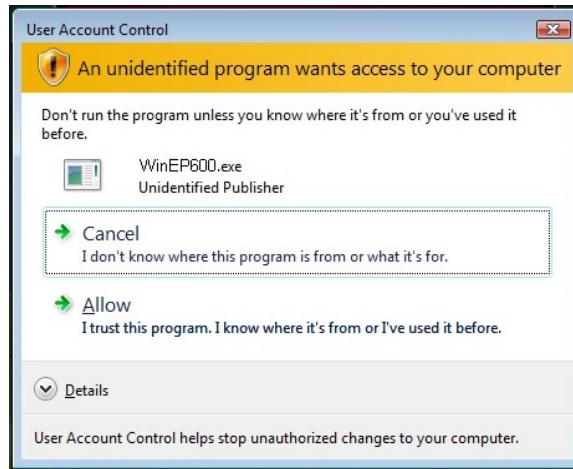 User Account Control
An unidentified program wants access to your computer
Don't run the program unless you know where it's from or you've used it
before.
WinEP600.exe
Unidentified Publisher
Cancel
I don't know where this program is from or what it's for.
Allow
I trust this program. I know where it's from or I've used it before.
Details
User Account Control helps stop unauthorized changes to your computer.